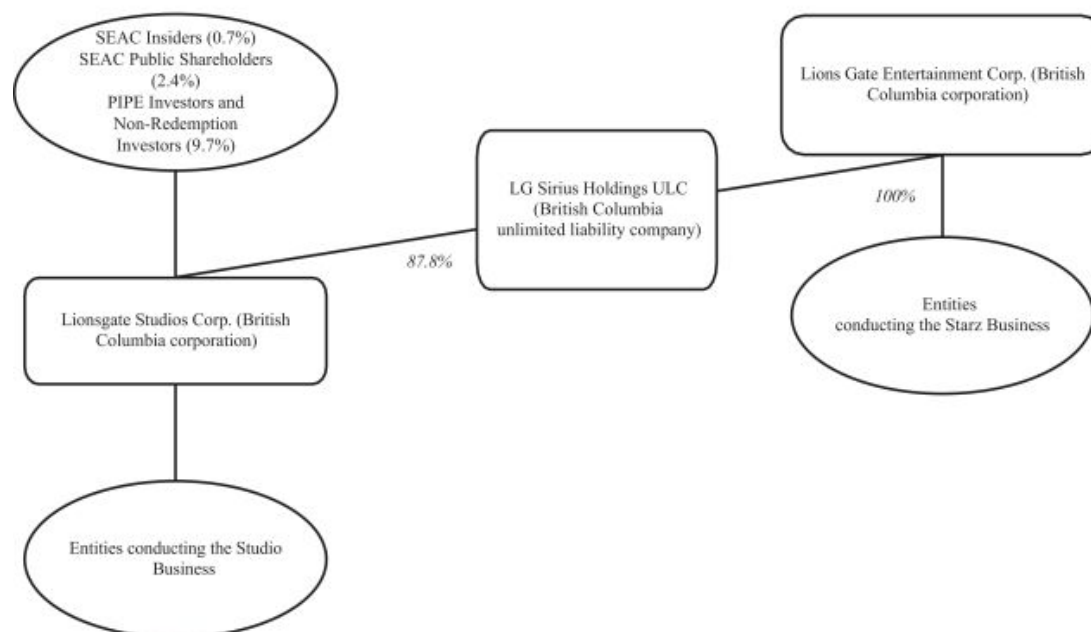 SEAC Insiders (0.7%)
SEAC Public Shareholders
(2.4%)
PIPE Investors and
Non-Redemption
Investors (9.7%)
Lions Gate Entertainment Corp. (British
Columbia corporation)
LG Sirius Holdings ULC
(British Columbia
unlimited liability company)
100%
87.8%
Lionsgate Studios Corp. (British
Columbia corporation)
Entities
conducting the Starz Business
Entities conducting the Studio
Business